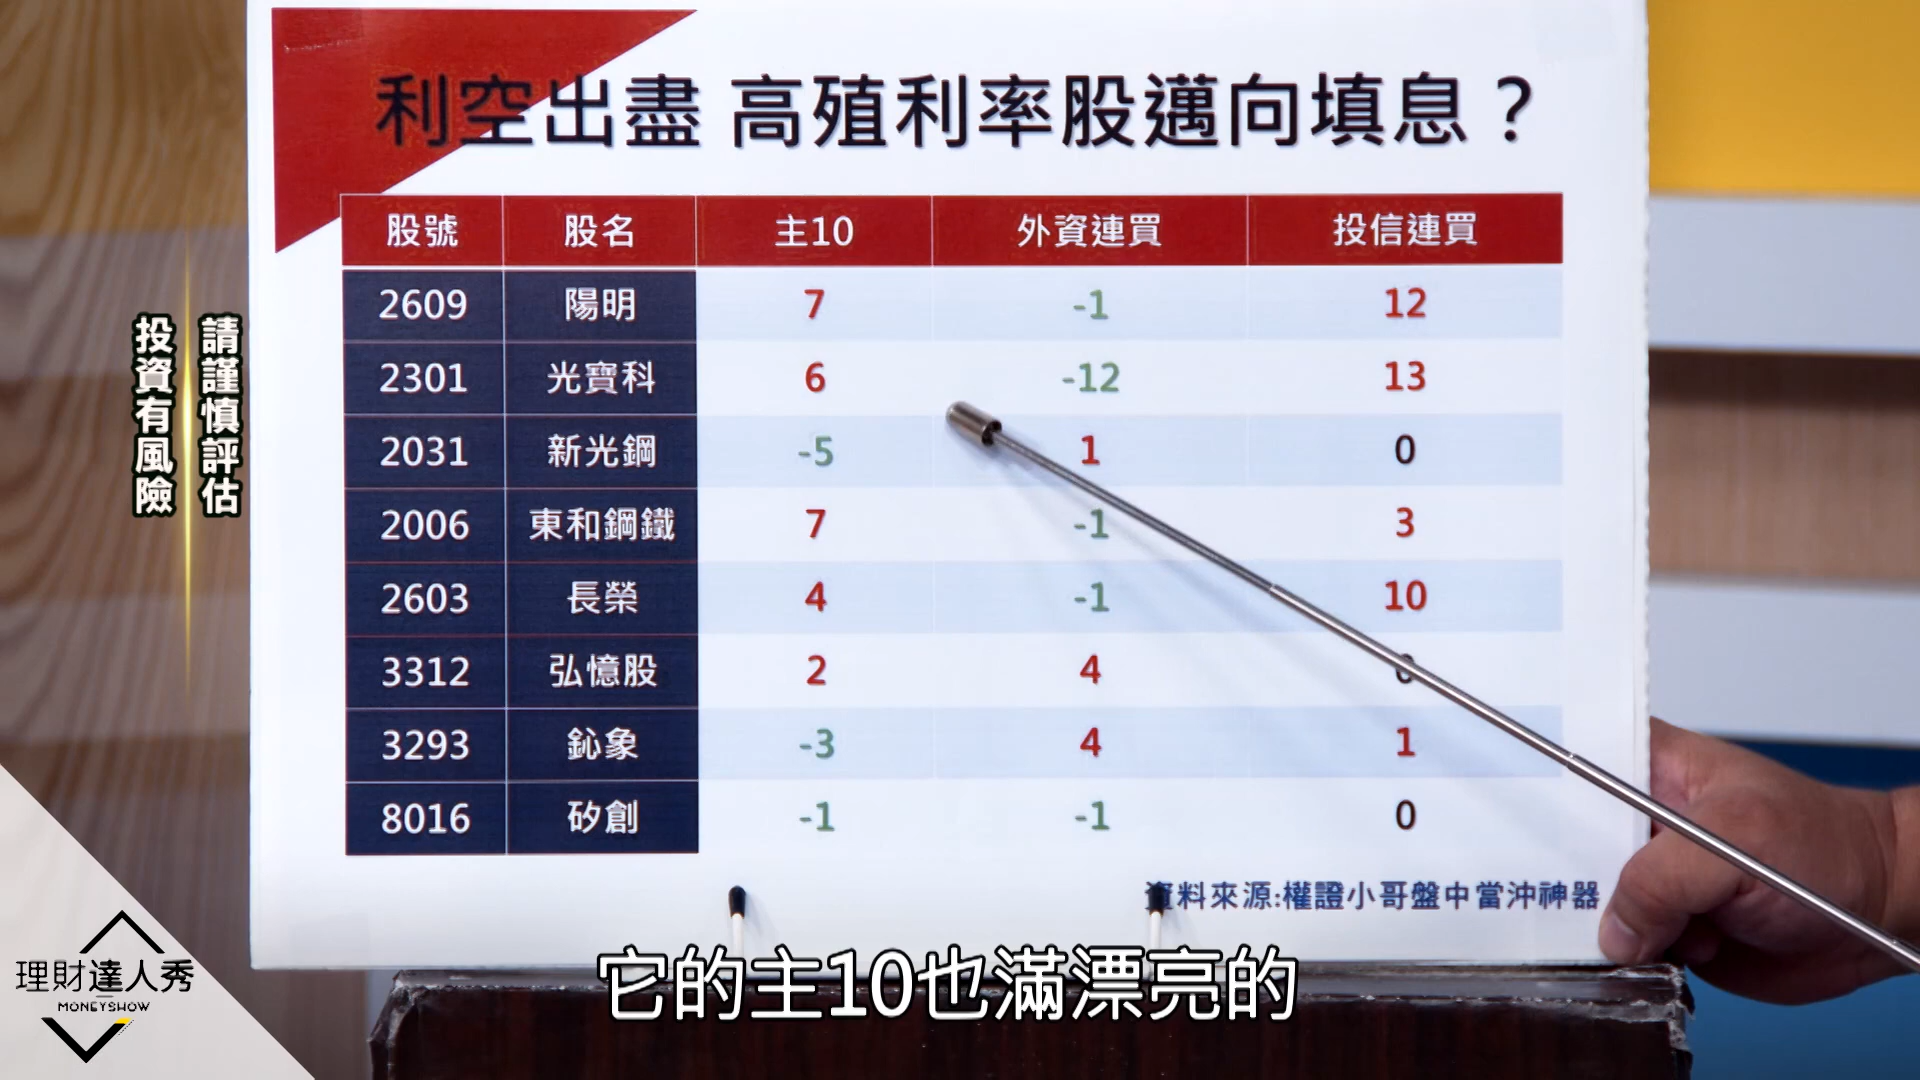 利空出盡 高殖利率股邁向填息？
股號 股名 主10 外資連買 投信連買
2609 陽明 7 -1 12
2301 光寶科 6 -12 13
2031 新光鋼 -5 1 0
2006 東和鋼鐵 7 -1 3
2603 長榮 4 -1 10
3312 弘憶股 2 4
3293 鈊象 -3 4 1
8016 矽創 -1 -1 0
資料來源:權證小哥盤中當沖神器
請謹慎評估
投資有風險
理財達人秀
MONEYSHOW
它的主10也滿漂亮的